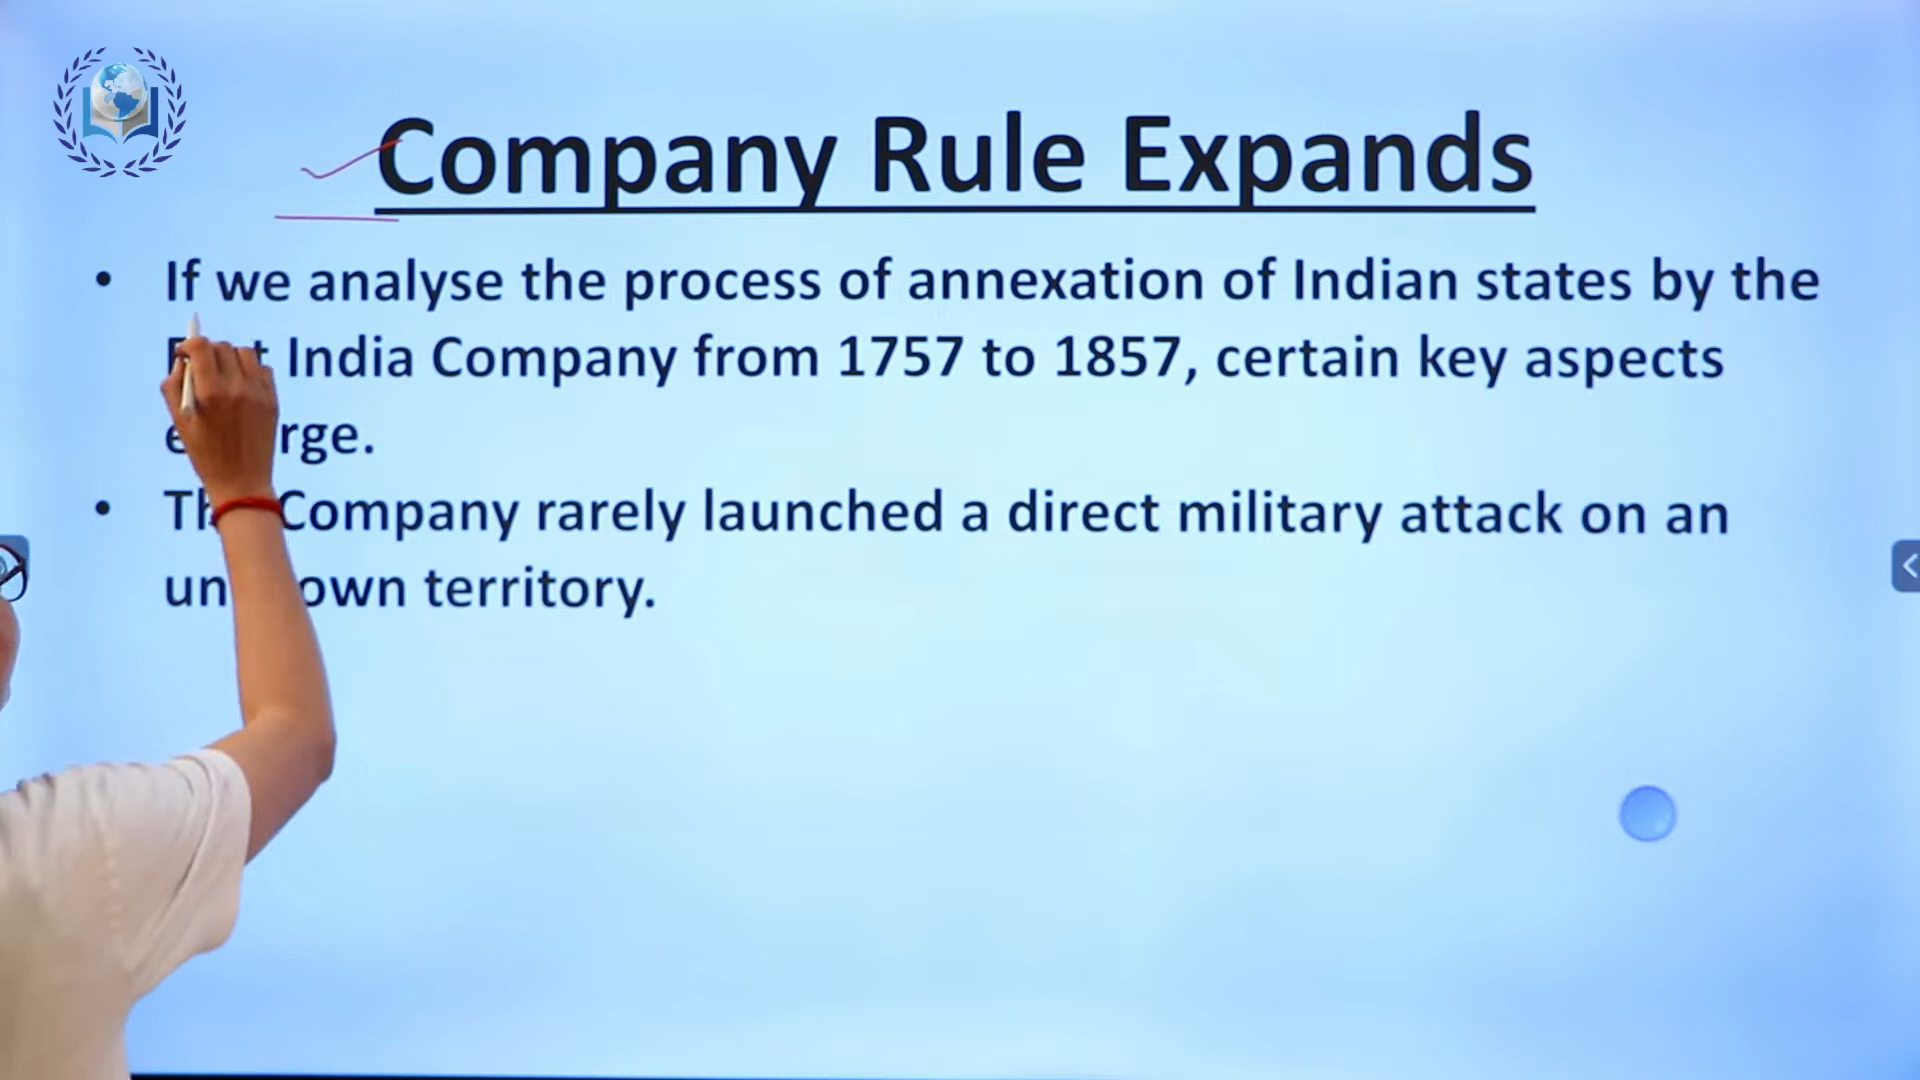 Company Rule Expands
• If we analyse the process of annexation of Indian states by the
India Company from 1757 to 1857, certain key aspects
• Company rarely launched a direct military attack on an
territory.